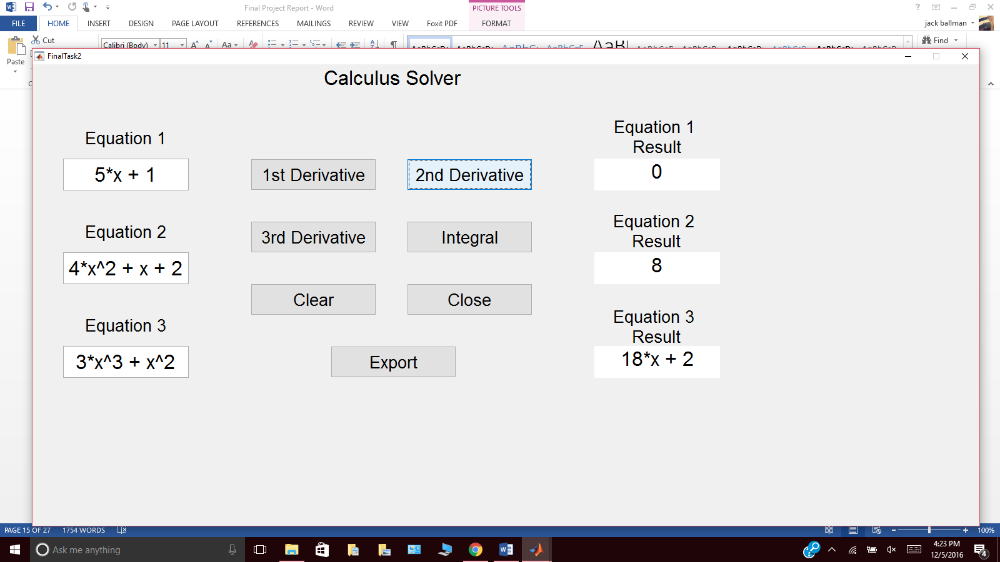 Final Project Report - Word
PICTURE TOOLS
FILE
HOME
INSERT
DESIGN
PAGE LAYOUT
REFERENCES
MAILINGS
REVIEW
VIEW
Foxit PDF
FORMAT
jack ballman
Cut
Calibri (Body)
11
Aa
Find
Paste
FinalTask2
Calculus Solver
Equation 1
5*x + 1
1st Derivative
2nd Derivative
Equation 1
Result
0
Equation 2
4*x^2 + x + 2
3rd Derivative
Integral
Equation 2
Result
8
Clear
Close
Equation 3
3*x^3 + x^2
Export
Equation 3
Result
18*x + 2
PAGE 15 OF 27
1754 WORDS
100%
Ask me anything
4:23 PM
12/5/2016
4